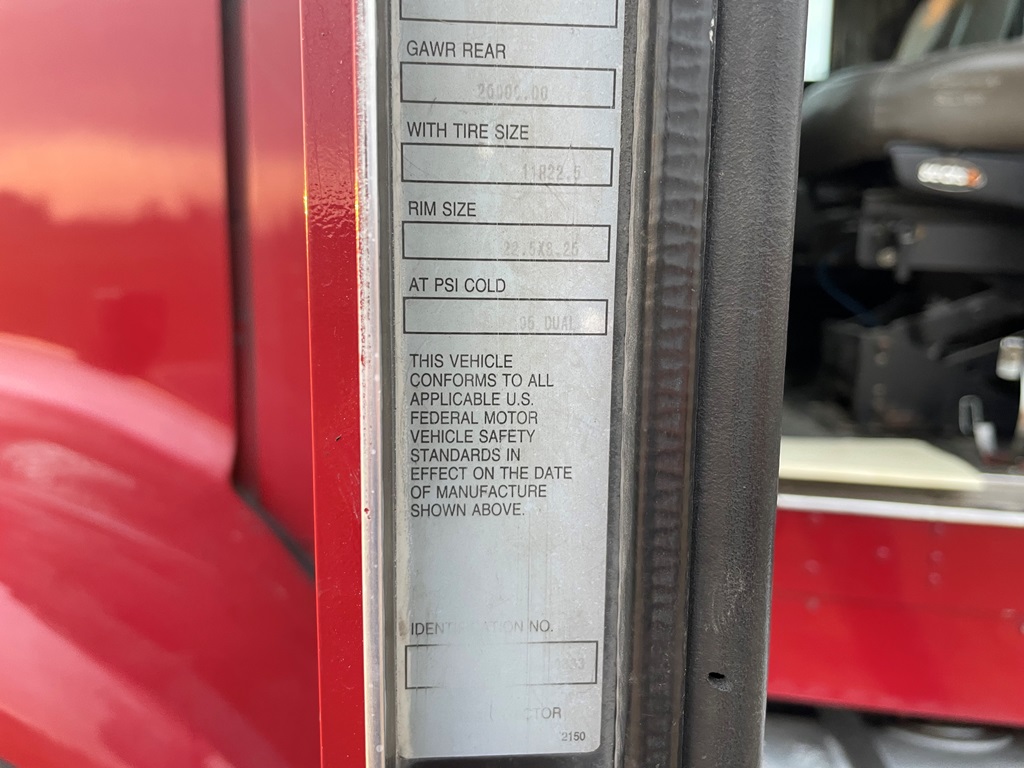 GAWR REAR
20000.00
WITH TIRE SIZE
11R22.5
RIM SIZE
22.5X8.25
AT PSI COLD
95 DUAL
THIS VEHICLE
CONFORMS TO ALL
APPLICABLE U.S.
FEDERAL MOTOR
VEHICLE SAFETY
STANDARDS IN
EFFECT ON THE DATE
OF MANUFACTURE
SHOWN ABOVE.
IDENTIFICATION NO.
2150